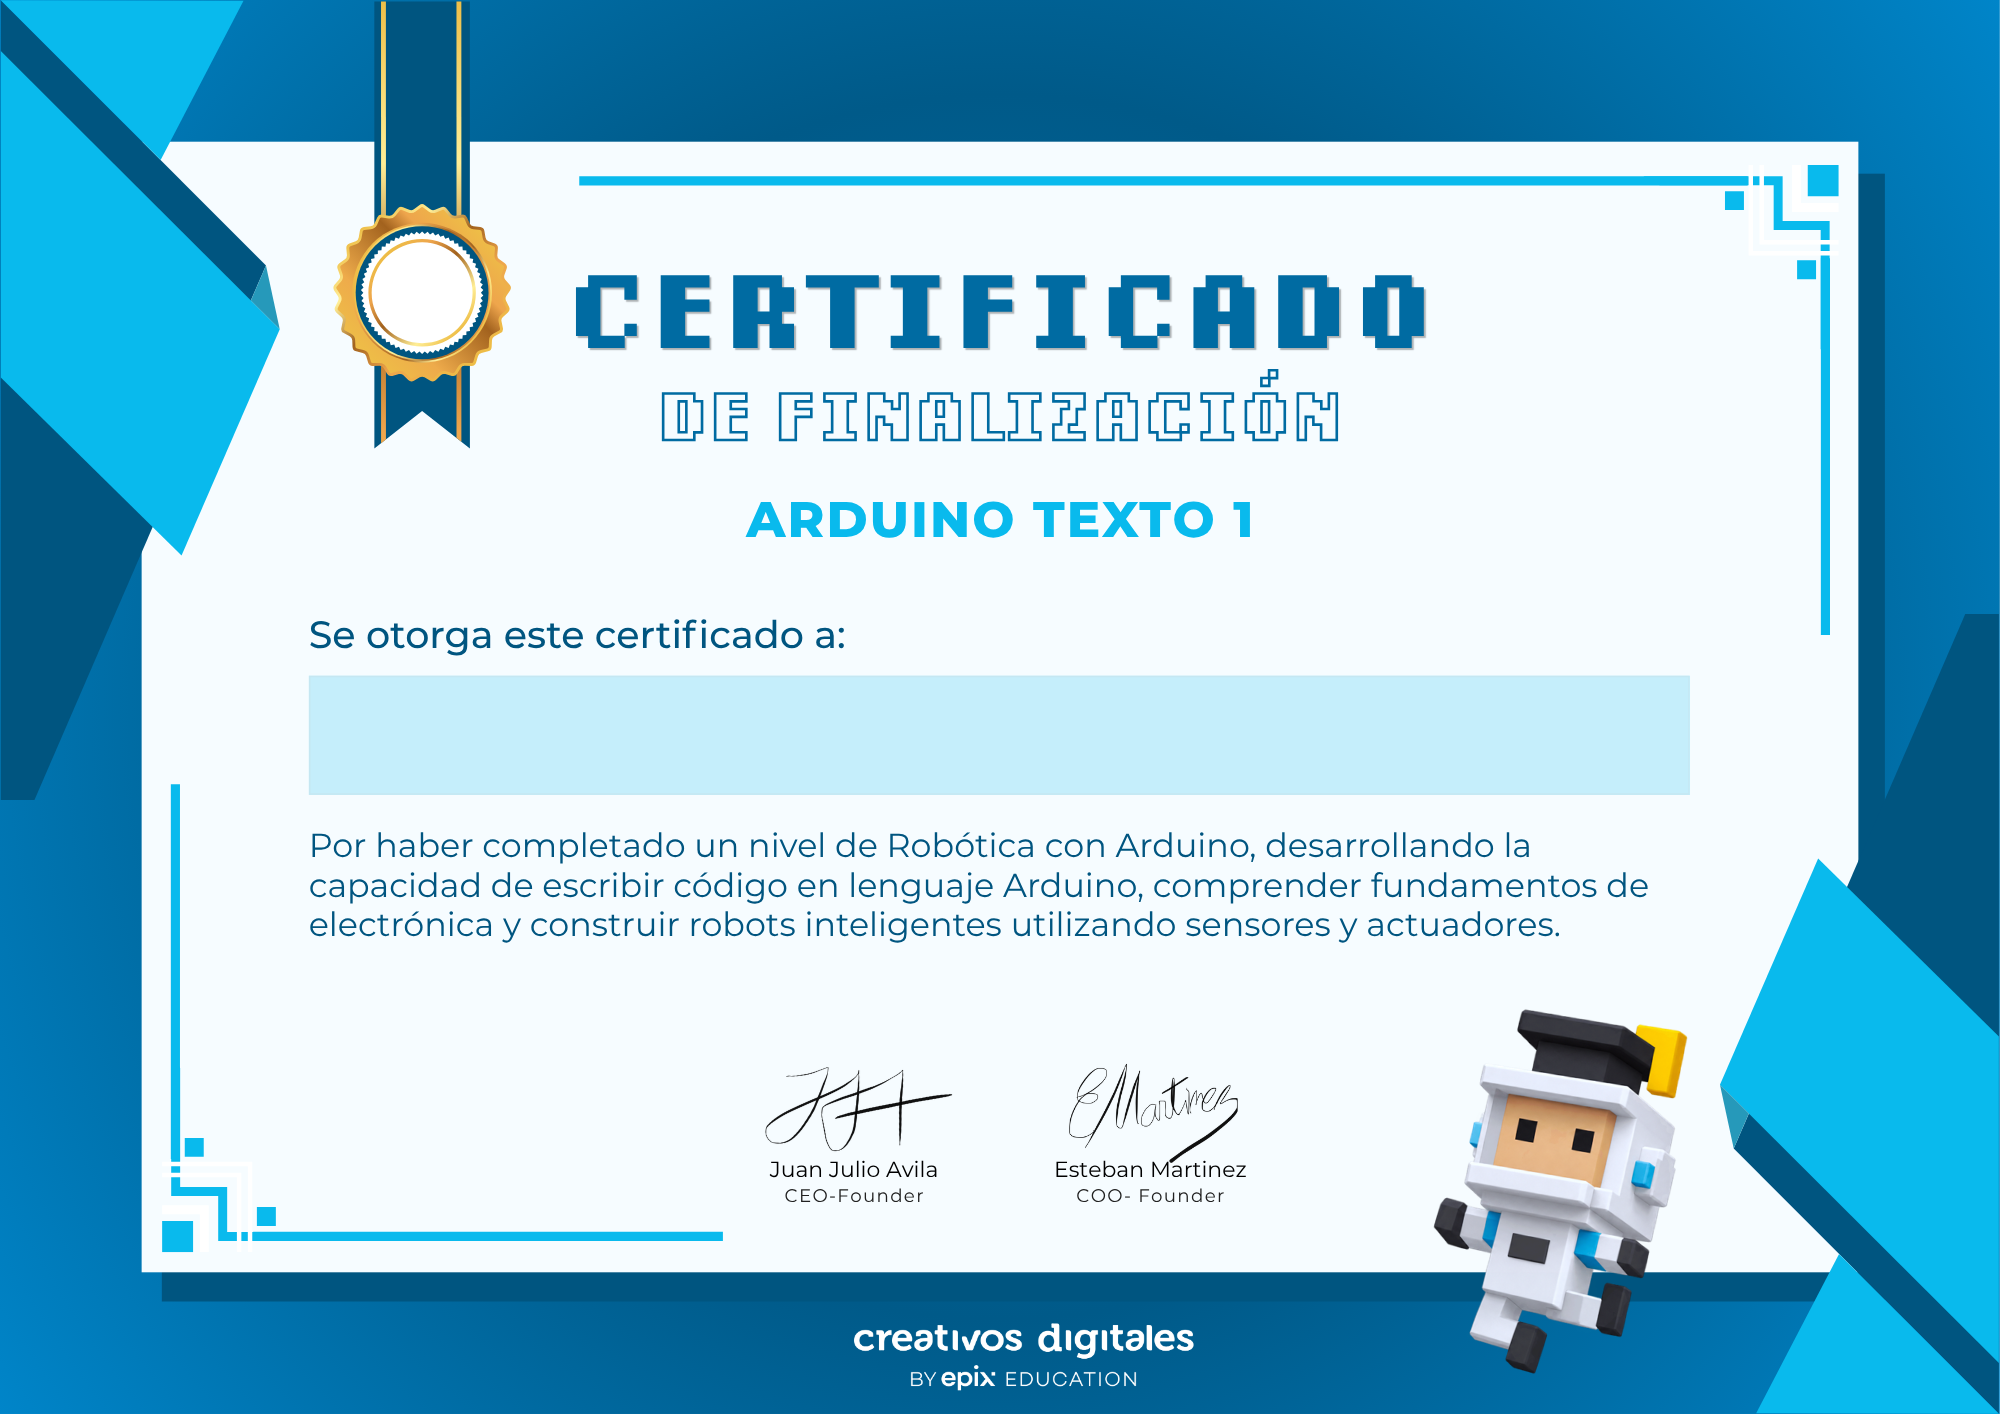 CERTIFICADO
DE FINALIZACIÓN
ARDUINO TEXTO 1
Se otorga este certificado a:
Por haber completado un nivel de Robótica con Arduino, desarrollando la
capacidad de escribir código en lenguaje Arduino, comprender fundamentos de
electrónica y construir robots inteligentes utilizando sensores y actuadores.
EMartinez
Juan Julio Avila
Esteban Martinez
CEO-Founder
COO- Founder
creativos digitales
BY epix EDUCATION